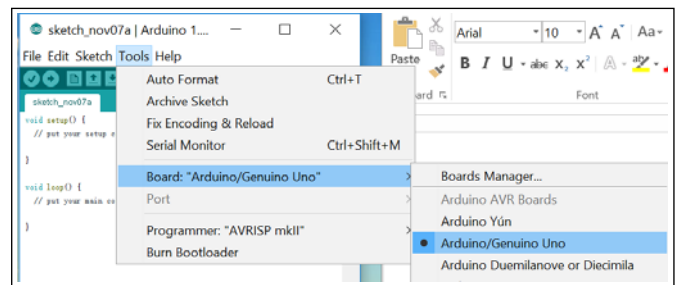 sketch_nov07a | Arduino 1....
File Edit Sketch Tools Help
sketch_nov07a
void setup() {
// put your setup c
}
void loop() {
// put your main co
}
Auto Format Ctrl+T
Archive Sketch
Fix Encoding & Reload
Serial Monitor Ctrl+Shift+M
Board: "Arduino/Genuino Uno"
Port
Programmer: "AVRISP mkII"
Burn Bootloader
Paste
Arial 10 A A Aa
B I U abc X₂ X² A aby
ard Font
Boards Manager...
Arduino AVR Boards
Arduino Yún
Arduino/Genuino Uno
Arduino Duemilanove or Diecimila